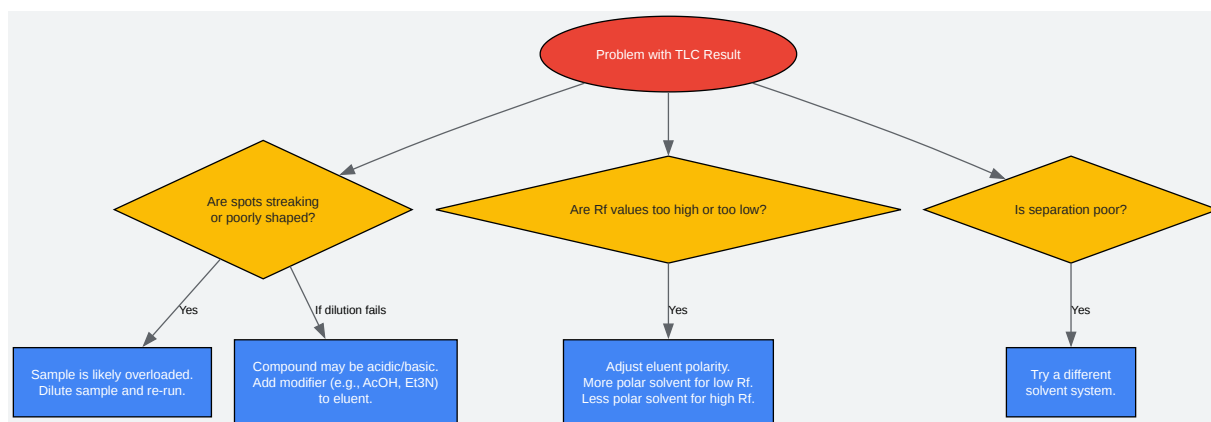 Problem with TLC Result
Are spots streaking
or poorly shaped?
Are Rf values too high or too low?
Is separation poor?
Yes
If dilution fails
Yes
Yes
Sample is likely overloaded.
Dilute sample and re-run.
Compound may be acidic/basic.
Add modifier (e.g., AcOH, Et3N)
to eluent.
Adjust eluent polarity.
More polar solvent for low Rf.
Less polar solvent for high Rf.
Try a different
solvent system.